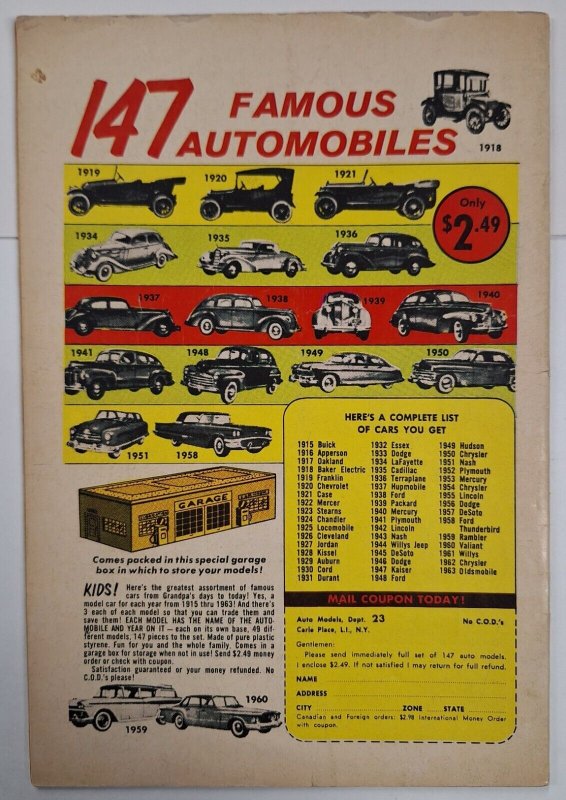 147 FAMOUS
AUTOMOBILES
1918
1919
1920
1921
Only
$2.49
1934
1935
1936
1937
1938
1939
1940
1941
1948
1949
1950
1951
1958
GARAGE
Comes packed in this special garage
box in which to store your models!
KIDS! Here's the greatest assortment of famous
cars from Grandpa's days to today! Yes, a
model car for each year from 1915 thru 1963! And there's
3 each of each model so that you can trade them and
save them! EACH MODEL HAS THE NAME OF THE AUTO-
MOBILE AND YEAR ON IT — each on its own base, 49 dif-
ferent models, 147 pieces to the set. Made of pure plastic
styrene. Fun for you and the whole family. Comes in a
garage box for storage when not in use! Send $2.49 money
order or check with coupon.
Satisfaction guaranteed or your money refunded. No
C.O.D.'s please!
1959
1960
HERE'S A COMPLETE LIST
OF CARS YOU GET
1915 Buick
1916 Apperson
1917 Oakland
1918 Baker Electric
1919 Franklin
1920 Chevrolet
1921 Case
1922 Mercer
1923 Stearns
1924 Chandler
1925 Locomobile
1926 Cleveland
1927 Jordan
1928 Kissel
1929 Auburn
1930 Cord
1931 Durant
1932 Essex
1933 Dodge
1934 LaFayette
1935 Cadillac
1936 Terraplane
1937 Hupmobile
1938 Ford
1939 Packard
1940 Mercury
1941 Plymouth
1942 Lincoln
1943 Nash
1944 Willys Jeep
1945 DeSoto
1946 Dodge
1947 Kaiser
1948 Ford
1949 Hudson
1950 Chrysler
1951 Nash
1952 Plymouth
1953 Mercury
1954 Chrysler
1955 Lincoln
1956 Dodge
1957 DeSoto
1958 Ford
Thunderbird
1959 Rambler
1960 Valiant
1961 Willys
1962 Chrysler
1963 Oldsmobile
MAIL COUPON TODAY!
Auto Models, Dept. 23 No C.O.D.'s
Carle Place, L.I., N.Y.
Gentlemen:
Please send immediately full set of 147 auto models.
I enclose $2.49. If not satisfied I may return for full refund.
NAME
ADDRESS
CITY ZONE STATE
Canadian and Foreign orders: $2.98 International Money Order
with coupon.